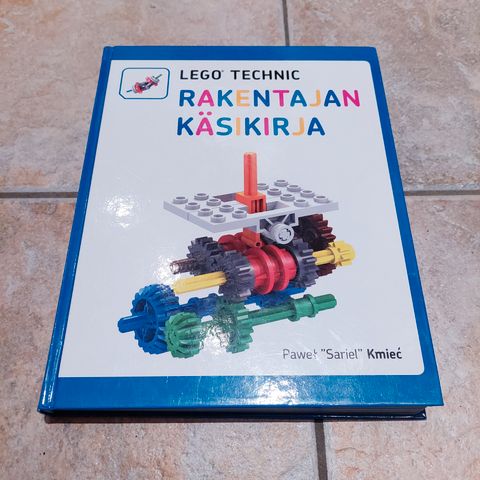 LEGO® TECHNIC
RAKENTAJAN
KÄSIKIRJA
Paweł "Sariel" Kmieć